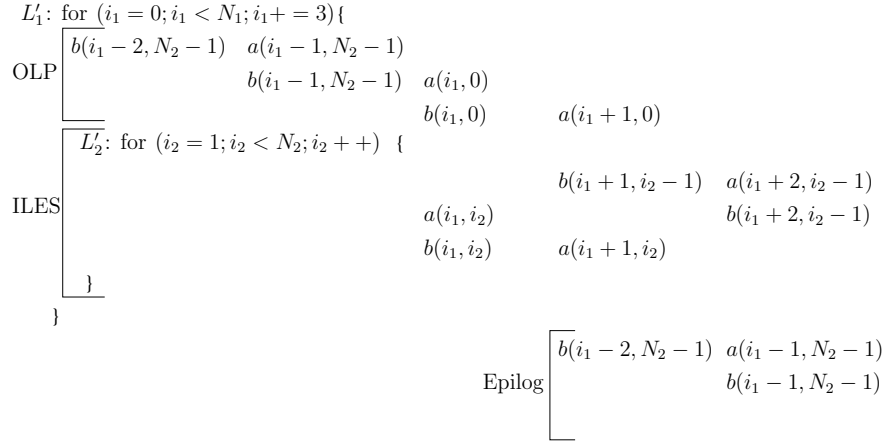 L′₁: for (i₁ = 0; i₁ < N₁; i₁+ = 3){
b(i₁ − 2, N₂ − 1) a(i₁ − 1, N₂ − 1)
OLP b(i₁ − 1, N₂ − 1) a(i₁, 0)
b(i₁, 0) a(i₁ + 1, 0)
L′₂: for (i₂ = 1; i₂ < N₂; i₂ + +) {
b(i₁ + 1, i₂ − 1) a(i₁ + 2, i₂ − 1)
ILES a(i₁, i₂) b(i₁ + 2, i₂ − 1)
b(i₁, i₂) a(i₁ + 1, i₂)
}
}
b(i₁ − 2, N₂ − 1) a(i₁ − 1, N₂ − 1)
Epilog b(i₁ − 1, N₂ − 1)